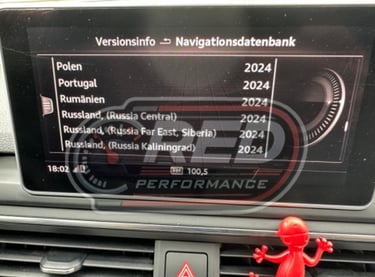 Versionsinfo ⮌ Navigationsdatenbank
Polen 2024
Portugal 2024
Rumänien 2024
Russland, (Russia Central) 2024
Russland, (Russia Far East, Siberia) 2024
Russland, (Russia Kaliningrad) 2024
RED
PERFORMANCE
18:02 100,5